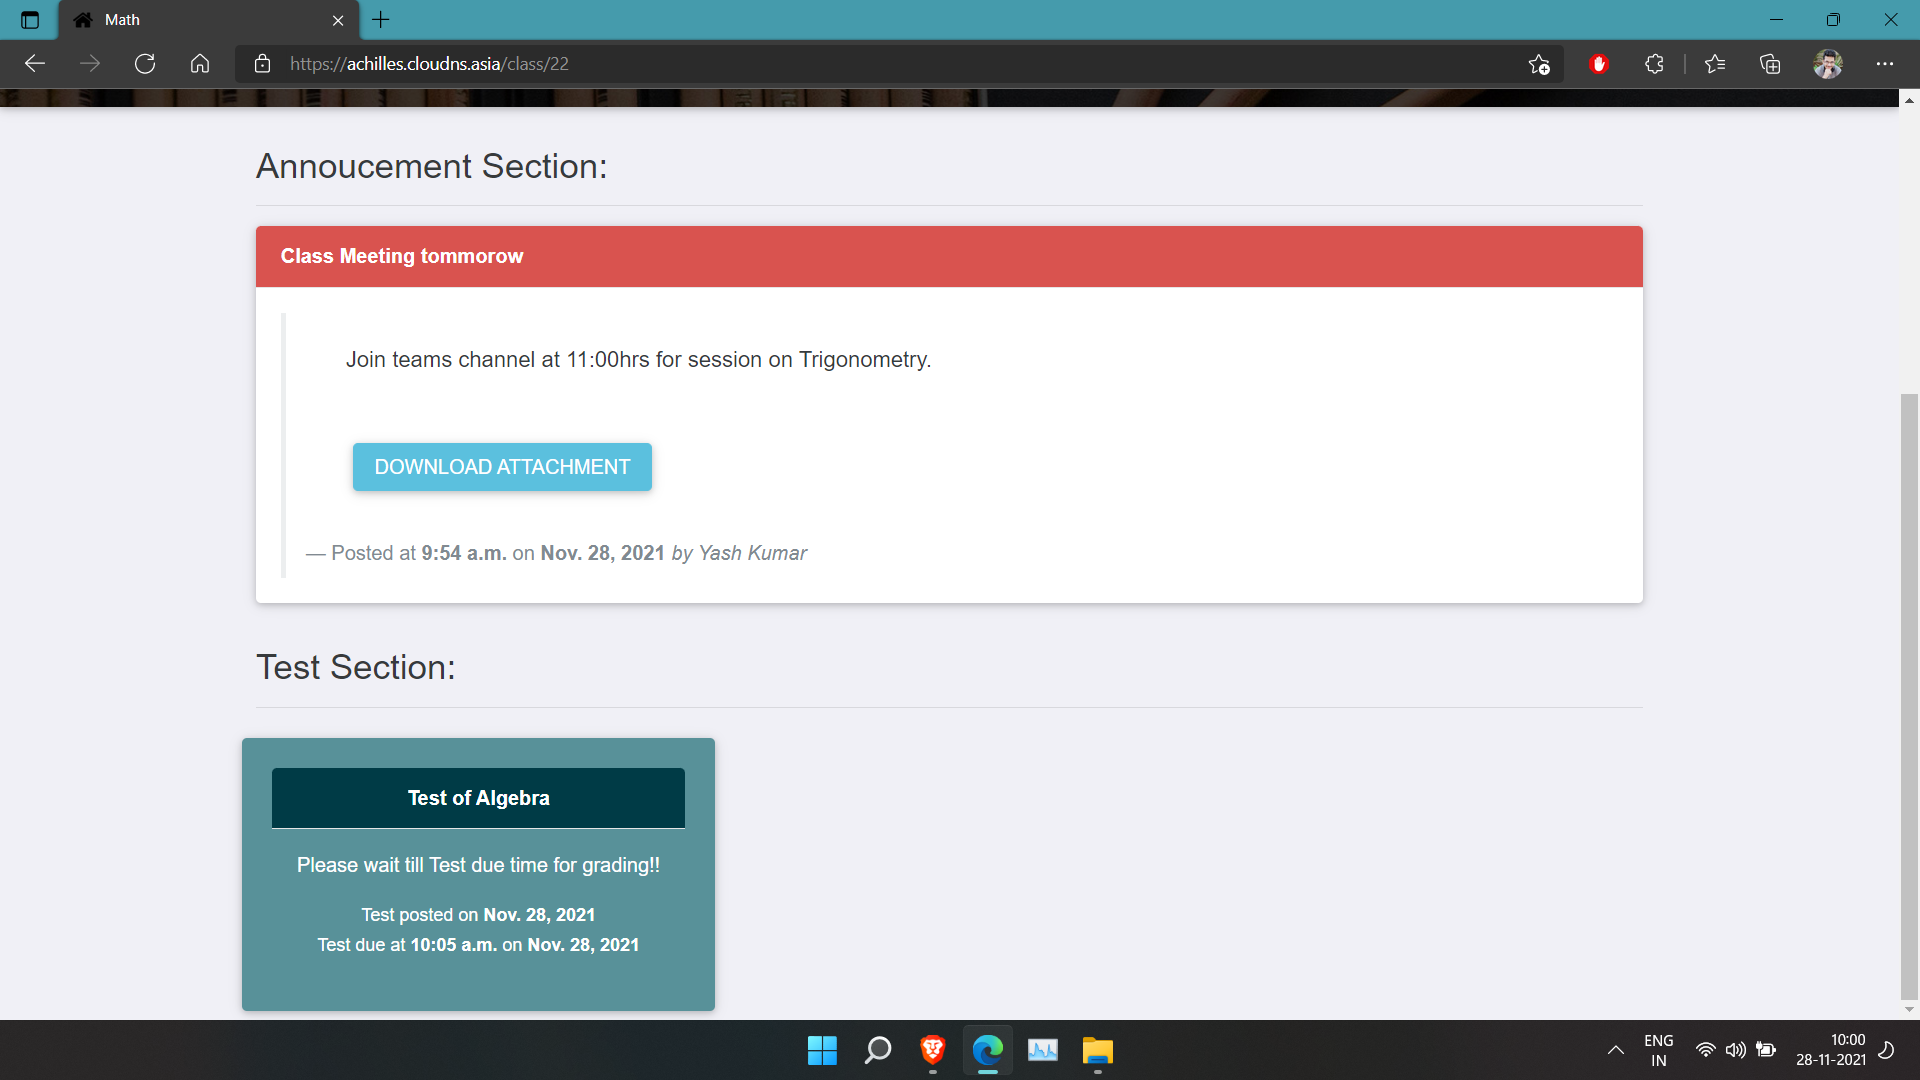 Math
https://achilles.cloudns.asia/class/22
Annoucement Section:
Class Meeting tommorow
Join teams channel at 11:00hrs for session on Trigonometry.
DOWNLOAD ATTACHMENT
— Posted at 9:54 a.m. on Nov. 28, 2021 by Yash Kumar
Test Section:
Test of Algebra
Please wait till Test due time for grading!!
Test posted on Nov. 28, 2021
Test due at 10:05 a.m. on Nov. 28, 2021
ENG
IN
10:00
28-11-2021